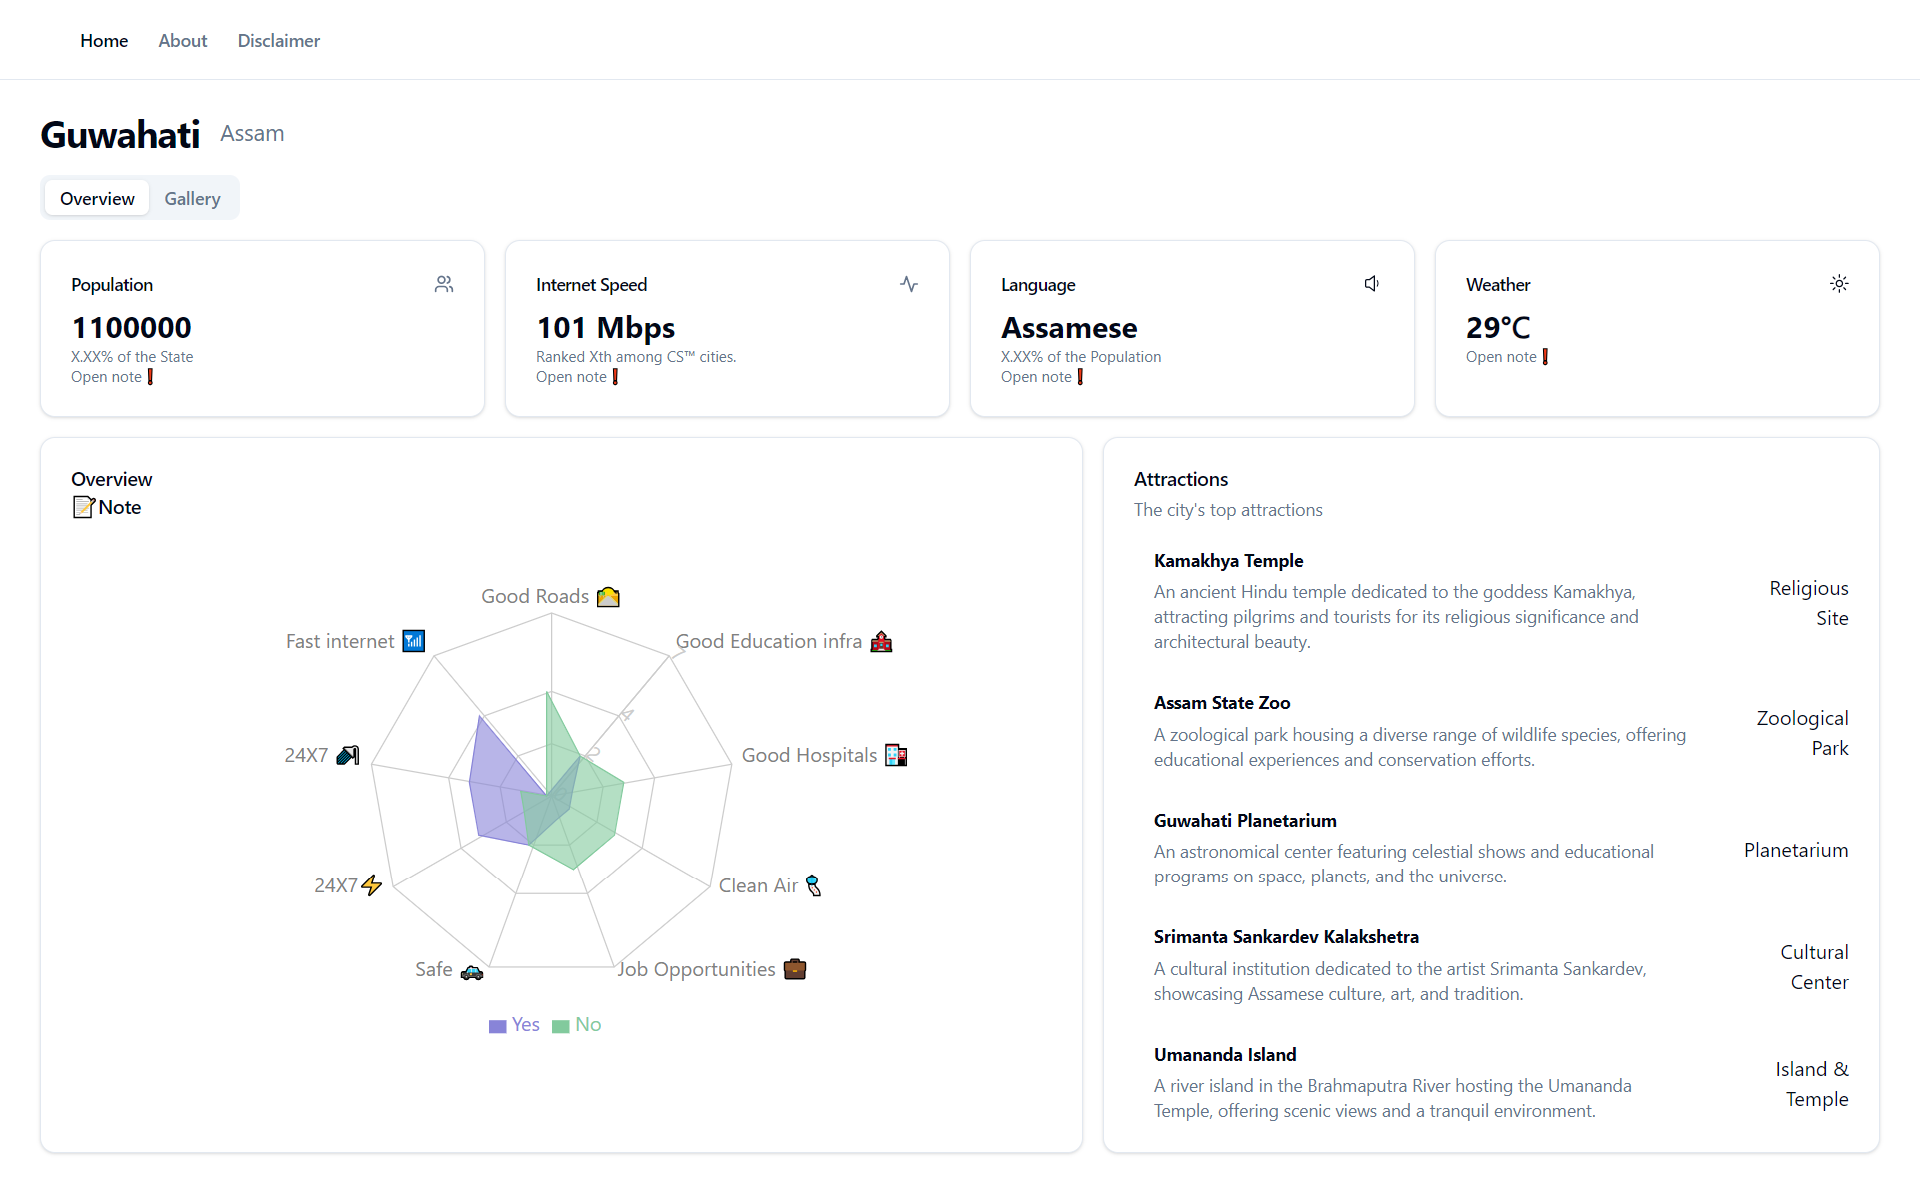 Home About Disclaimer
Guwahati Assam
Overview Gallery
Population
1100000
X.XX% of the State
Open note❗
Internet Speed
101 Mbps
Ranked Xth among CS™ cities.
Open note❗
Language
Assamese
X.XX% of the Population
Open note❗
Weather
29°C
Open note❗
Overview
📝Note
Good Roads
Fast internet
Good Education infra
4
24X7
2
Good Hospitals
24X7⚡
Clean Air
Safe
Job Opportunities
Yes No
Attractions
The city's top attractions
Kamakhya Temple
An ancient Hindu temple dedicated to the goddess Kamakhya,
attracting pilgrims and tourists for its religious significance and
architectural beauty.
Religious
Site
Assam State Zoo
A zoological park housing a diverse range of wildlife species, offering
educational experiences and conservation efforts.
Zoological
Park
Guwahati Planetarium
An astronomical center featuring celestial shows and educational
programs on space, planets, and the universe.
Planetarium
Srimanta Sankardev Kalakshetra
A cultural institution dedicated to the artist Srimanta Sankardev,
showcasing Assamese culture, art, and tradition.
Cultural
Center
Umananda Island
A river island in the Brahmaputra River hosting the Umananda
Temple, offering scenic views and a tranquil environment.
Island &
Temple